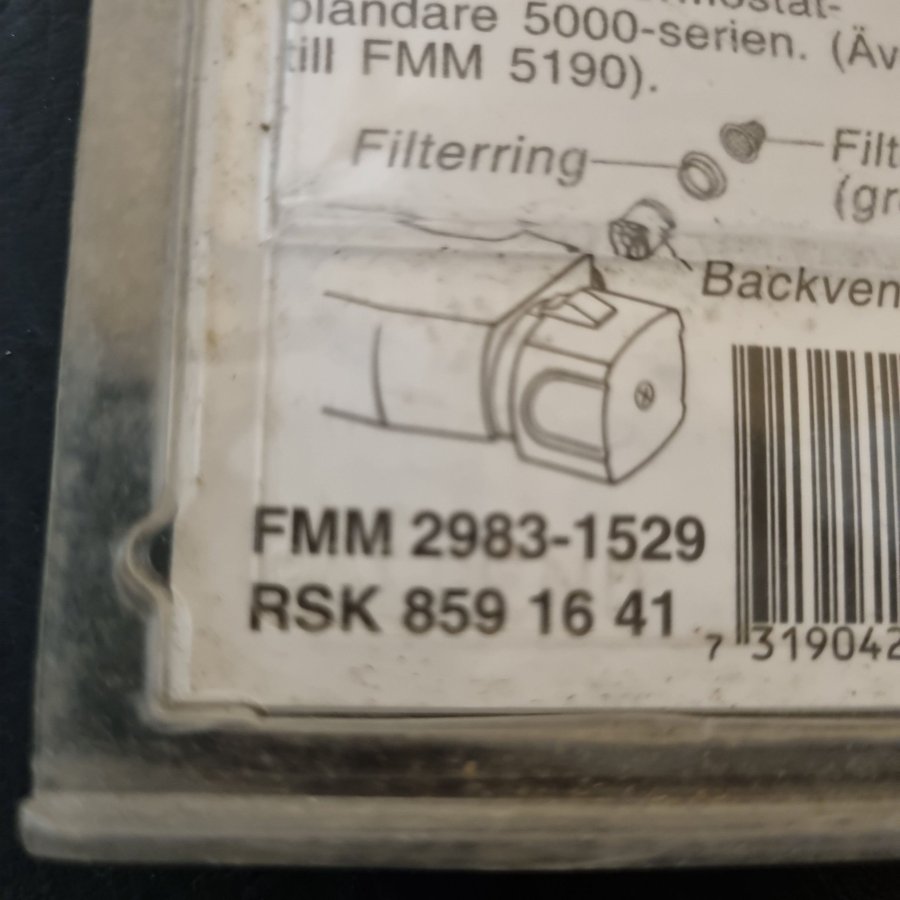 blandare 5000-serien. (Äv
till FMM 5190).
Filterring
Filt
(gr
Backven
FMM 2983-1529
RSK 859 16 41
7 319042